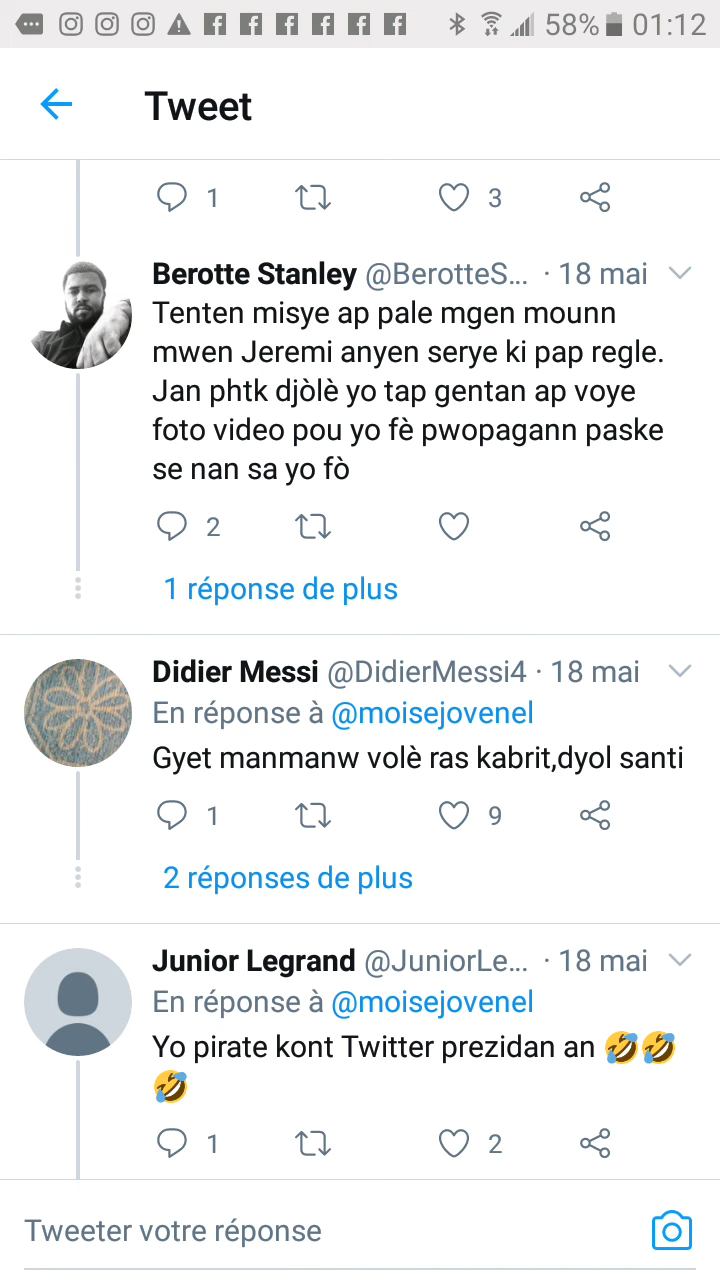 58% 01:12
Tweet
1 3
Berotte Stanley @BerotteS... · 18 mai
Tenten misye ap pale mgen mounn
mwen Jeremi anyen serye ki pap regle.
Jan phtk djòlè yo tap gentan ap voye
foto video pou yo fè pwopagann paske
se nan sa yo fò
2
1 réponse de plus
Didier Messi @DidierMessi4 · 18 mai
En réponse à @moisejovenel
Gyet manmanw volè ras kabrit,dyol santi
1 9
2 réponses de plus
Junior Legrand @JuniorLe... · 18 mai
En réponse à @moisejovenel
Yo pirate kont Twitter prezidan an 🤣🤣
🤣
1 2
Tweeter votre réponse